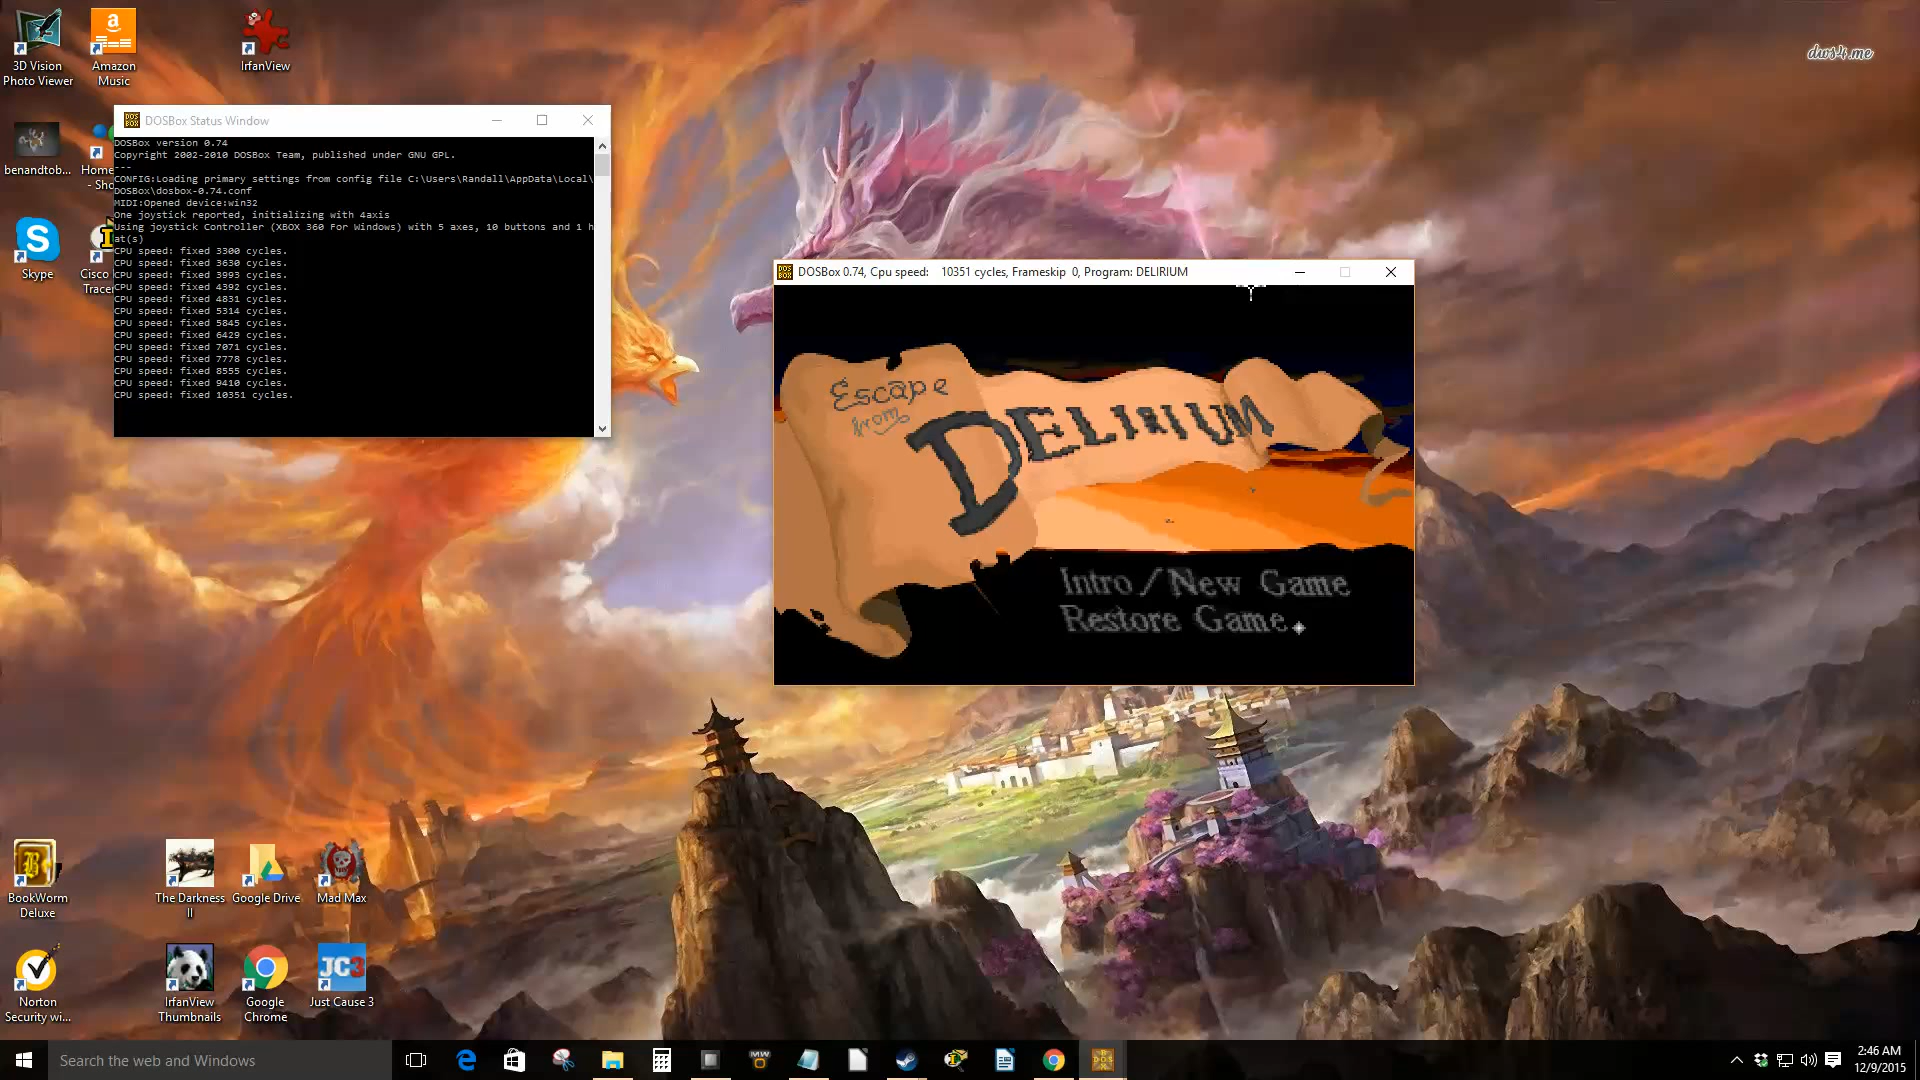 3D Vision
Photo Viewer
Amazon
Music
IrfanView
dws4.me
benandtob...
Home
- Sho
Skype
Cisco
Tracer
DOSBox Status Window
DOSBox version 0.74
Copyright 2002-2010 DOSBox Team, published under GNU GPL.
---
CONFIG:Loading primary settings from config file C:\Users\Randall\AppData\Local\
DOSBox\dosbox-0.74.conf
MIDI:Opened device:win32
One joystick reported, initializing with 4axis
Using joystick Controller (XBOX 360 For Windows) with 5 axes, 10 buttons and 1 h
at(s)
CPU speed: fixed 3300 cycles.
CPU speed: fixed 3630 cycles.
CPU speed: fixed 3993 cycles.
CPU speed: fixed 4392 cycles.
CPU speed: fixed 4831 cycles.
CPU speed: fixed 5314 cycles.
CPU speed: fixed 5845 cycles.
CPU speed: fixed 6429 cycles.
CPU speed: fixed 7071 cycles.
CPU speed: fixed 7778 cycles.
CPU speed: fixed 8555 cycles.
CPU speed: fixed 9410 cycles.
CPU speed: fixed 10351 cycles.
DOSBox 0.74, Cpu speed: 10351 cycles, Frameskip 0, Program: DELIRIUM
Escape
from
DELIRIUM
Intro / New Game
Restore Game
BookWorm
Deluxe
The Darkness
II
Google Drive
Mad Max
Norton
Security wi...
IrfanView
Thumbnails
Google
Chrome
JC3
Just Cause 3
Search the web and Windows
MW
2:46 AM
12/9/2015